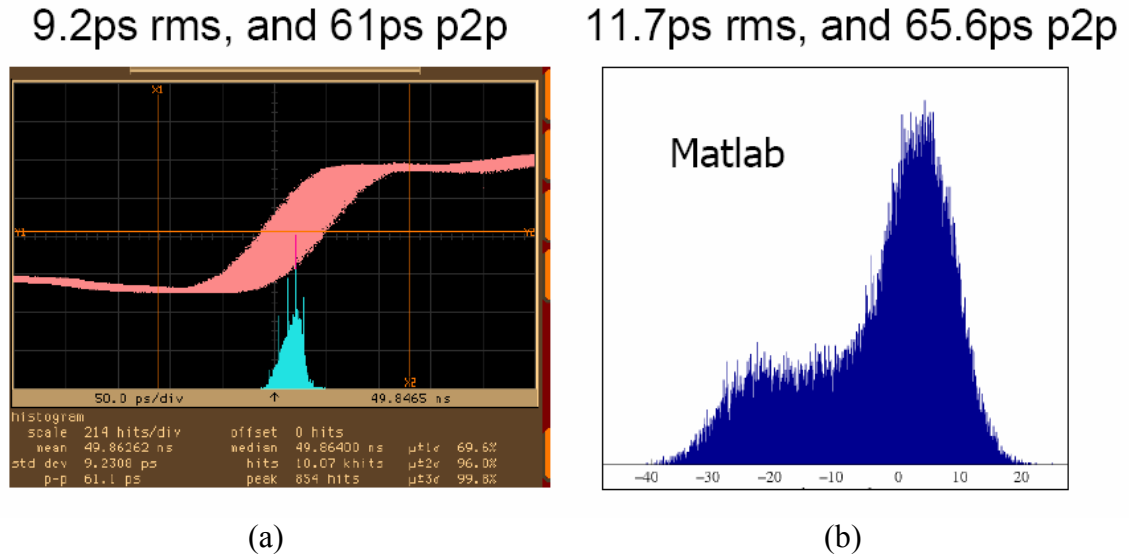 9.2ps rms, and 61ps p2p
11.7ps rms, and 65.6ps p2p
X1
Y1
Y2
X2
50.0 ps/div
↑
49.8465 ns
histogram
scale 214 hits/div offset 0 hits
mean 49.86262 ns median 49.86400 ns µ±1σ 69.6%
std dev 9.2308 ps hits 10.07 khits µ±2σ 96.0%
p-p 61.1 ps peak 854 hits µ±3σ 99.8%
Matlab
−40 −30 −20 −10 0 10 20
(a)
(b)